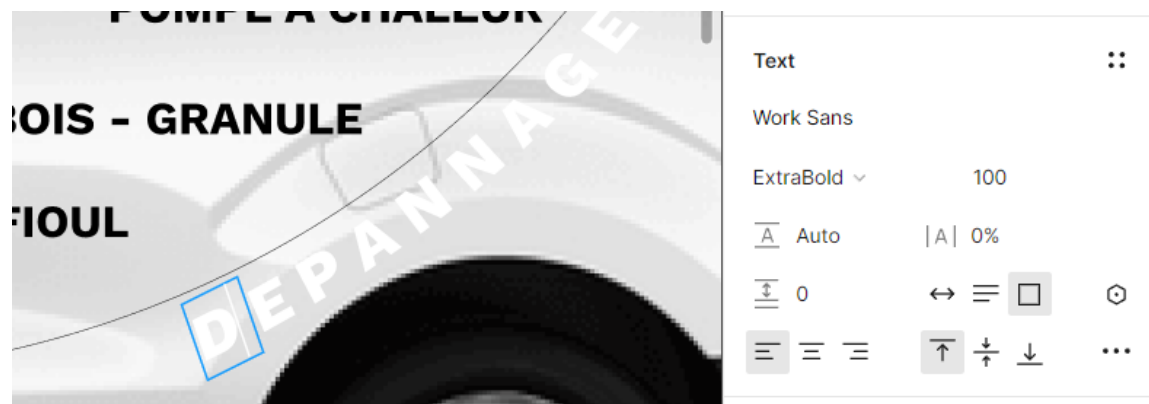 POMPE A CHALEUR
BOIS - GRANULE
FIOUL
DEPANNAGE
Text
Work Sans
ExtraBold
100
A Auto
|A| 0%
0